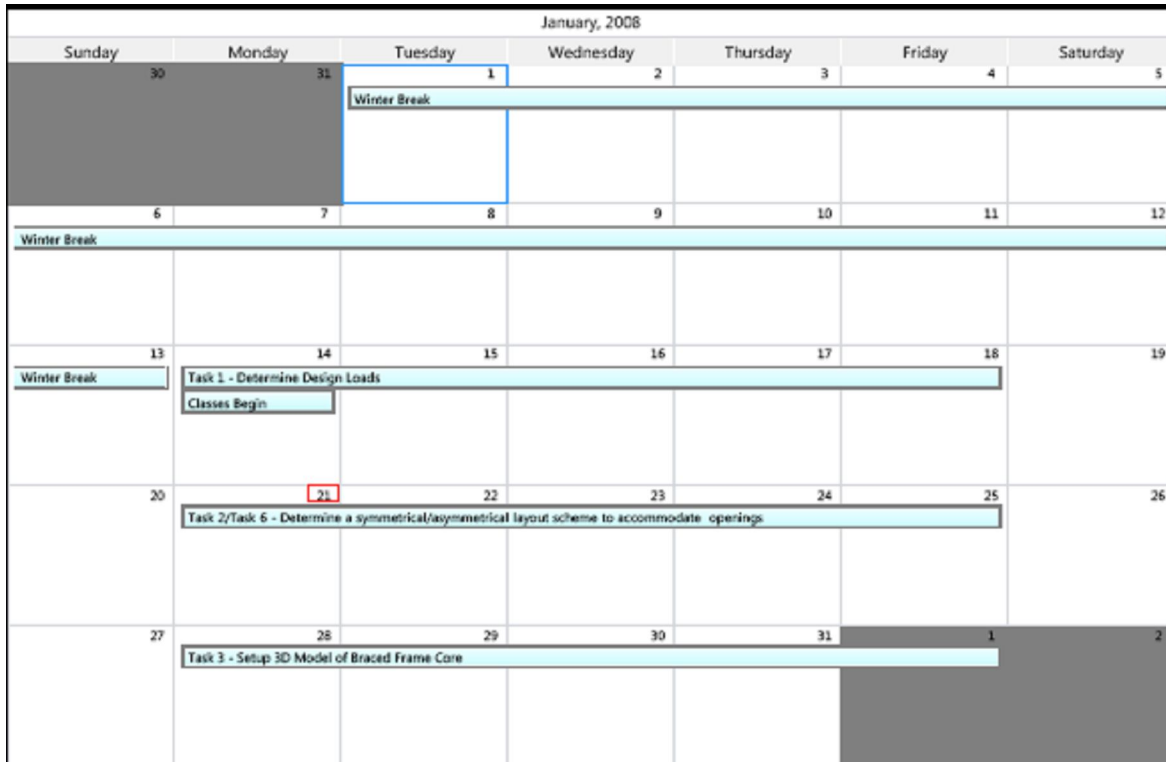 January, 2008
Sunday Monday Tuesday Wednesday Thursday Friday Saturday
30 31 1 2 3 4 5
Winter Break
6 7 8 9 10 11 12
Winter Break
13 14 15 16 17 18 19
Winter Break Task 1 - Determine Design Loads
Classes Begin
20 21 22 23 24 25 26
Task 2/Task 6 - Determine a symmetrical/asymmetrical layout scheme to accommodate openings
27 28 29 30 31 1 2
Task 3 - Setup 3D Model of Braced Frame Core